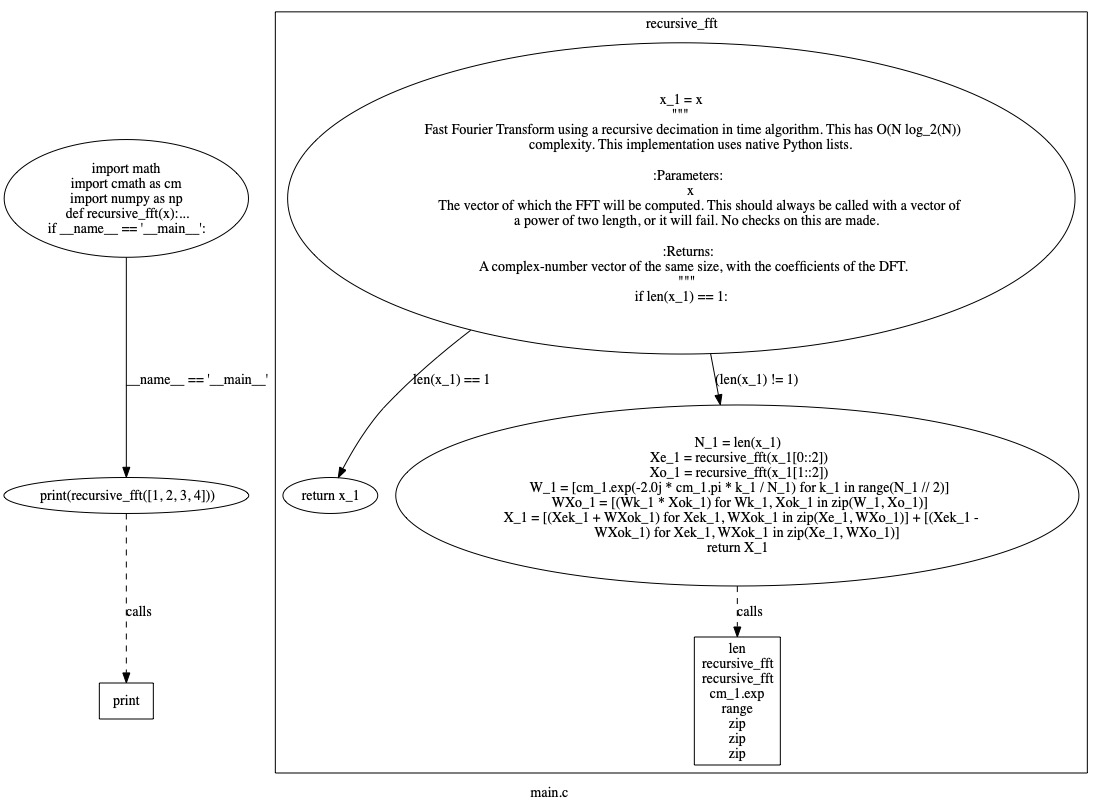 import math
import cmath as cm
import numpy as np
def recursive_fft(x):...
if __name__ == '__main__':
__name__ == '__main__'
print(recursive_fft([1, 2, 3, 4]))
calls
print
recursive_fft
x_1 = x
"""
Fast Fourier Transform using a recursive decimation in time algorithm. This has O(N log_2(N))
complexity. This implementation uses native Python lists.
:Parameters:
x
The vector of which the FFT will be computed. This should always be called with a vector of
a power of two length, or it will fail. No checks on this are made.
:Returns:
A complex-number vector of the same size, with the coefficients of the DFT.
"""
if len(x_1) == 1:
len(x_1) == 1
(len(x_1) != 1)
return x_1
N_1 = len(x_1)
Xe_1 = recursive_fft(x_1[0::2])
Xo_1 = recursive_fft(x_1[1::2])
W_1 = [cm_1.exp(-2.0j * cm_1.pi * k_1 / N_1) for k_1 in range(N_1 // 2)]
WXo_1 = [(Wk_1 * Xok_1) for Wk_1, Xok_1 in zip(W_1, Xo_1)]
X_1 = [(Xek_1 + WXok_1) for Xek_1, WXok_1 in zip(Xe_1, WXo_1)] + [(Xek_1 -
WXok_1) for Xek_1, WXok_1 in zip(Xe_1, WXo_1)]
return X_1
calls
len
recursive_fft
recursive_fft
cm_1.exp
range
zip
zip
zip
main.c